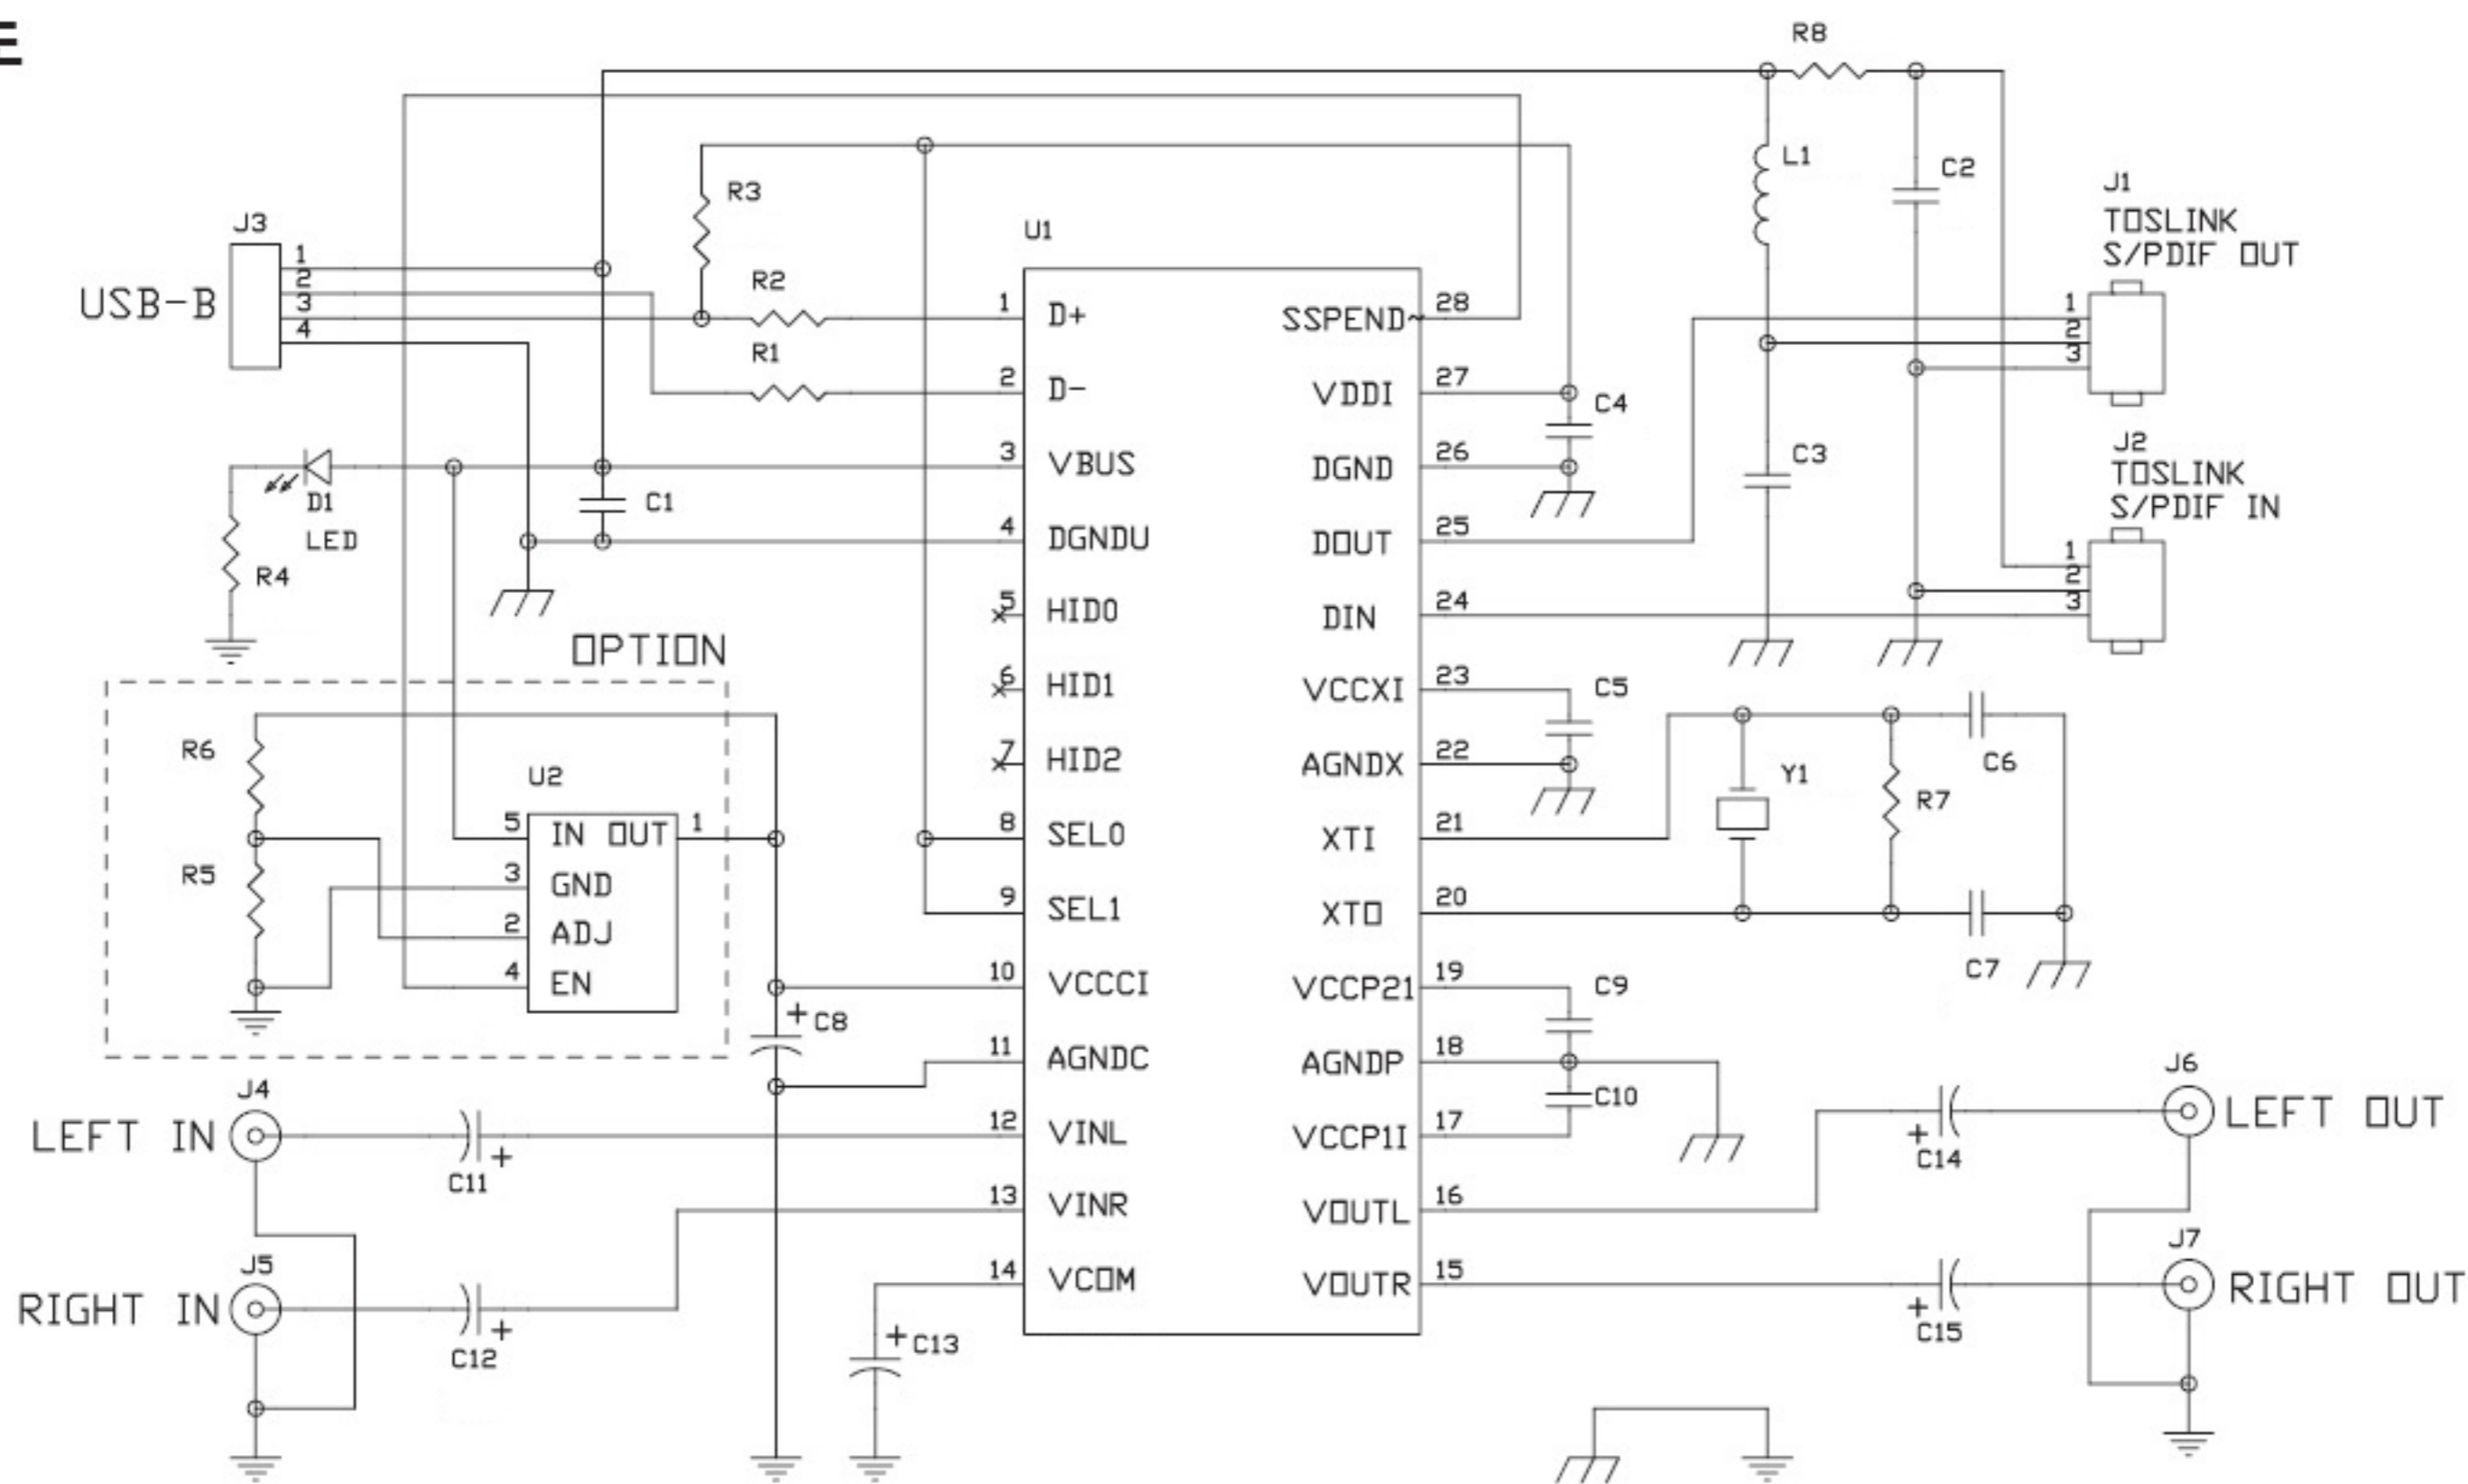 E
R8
L1
C2
J1
TOSLINK
S/PDIF OUT
1
2
3
J3
USB-B
1
2
3
4
R3
R2
R1
U1
1 D+
2 D-
3 VBUS
4 DGNDU
5 HID0
6 HID1
7 HID2
8 SEL0
9 SEL1
10 VCCCI
11 AGNDC
12 VINL
13 VINR
14 VCOM
SSPEND~ 28
VDDI 27
DGND 26
DOUT 25
DIN 24
VCCXI 23
AGNDX 22
XTI 21
XTO 20
VCCP21 19
AGNDP 18
VCCP1I 17
VOUTL 16
VOUTR 15
C4
C3
J2
TOSLINK
S/PDIF IN
1
2
3
D1
LED
C1
R4
OPTION
R6
R5
U2
5 IN OUT 1
3 GND
2 ADJ
4 EN
C5
Y1
R7
C6
C7
C8
+
C9
C10
J4
LEFT IN
C11
+
J5
RIGHT IN
C12
+
+
C13
J6
LEFT OUT
+
C14
J7
RIGHT OUT
+
C15